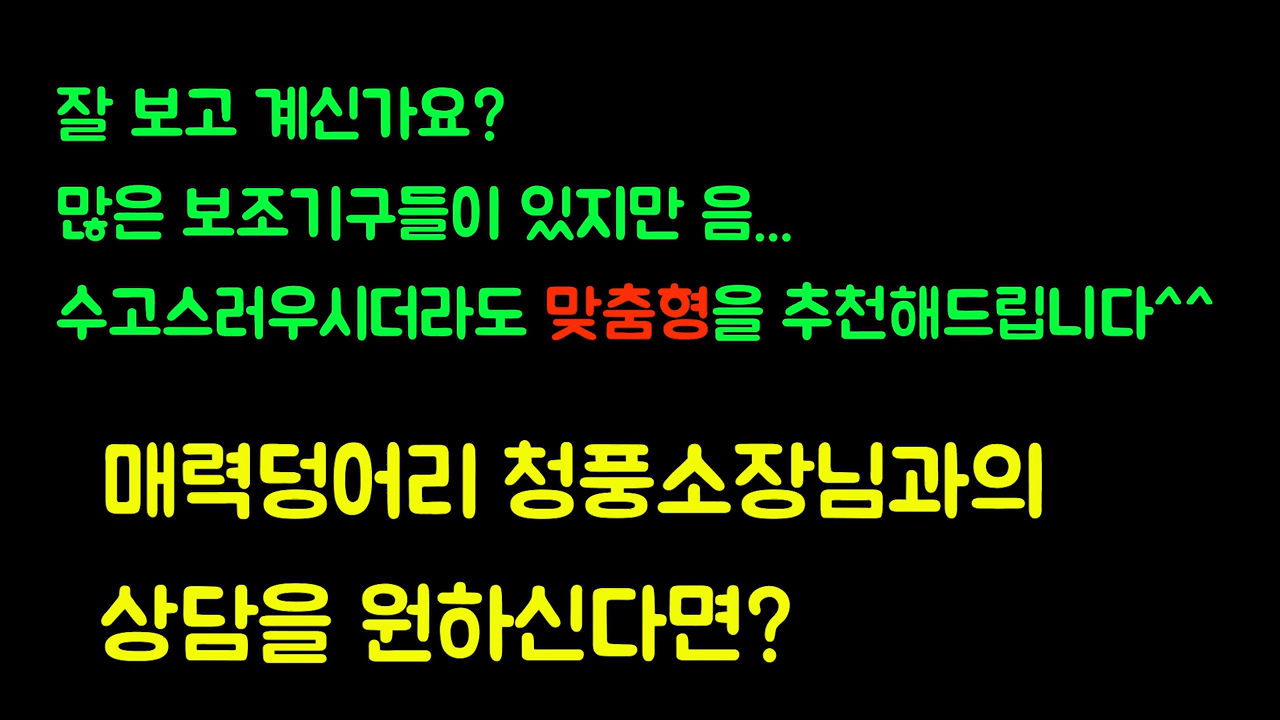 잘 보고 계신가요?
많은 보조기구들이 있지만 음...
수고스러우시더라도 맞춤형을 추천해드립니다^^
매력덩어리 청풍소장님과의
상담을 원하신다면?